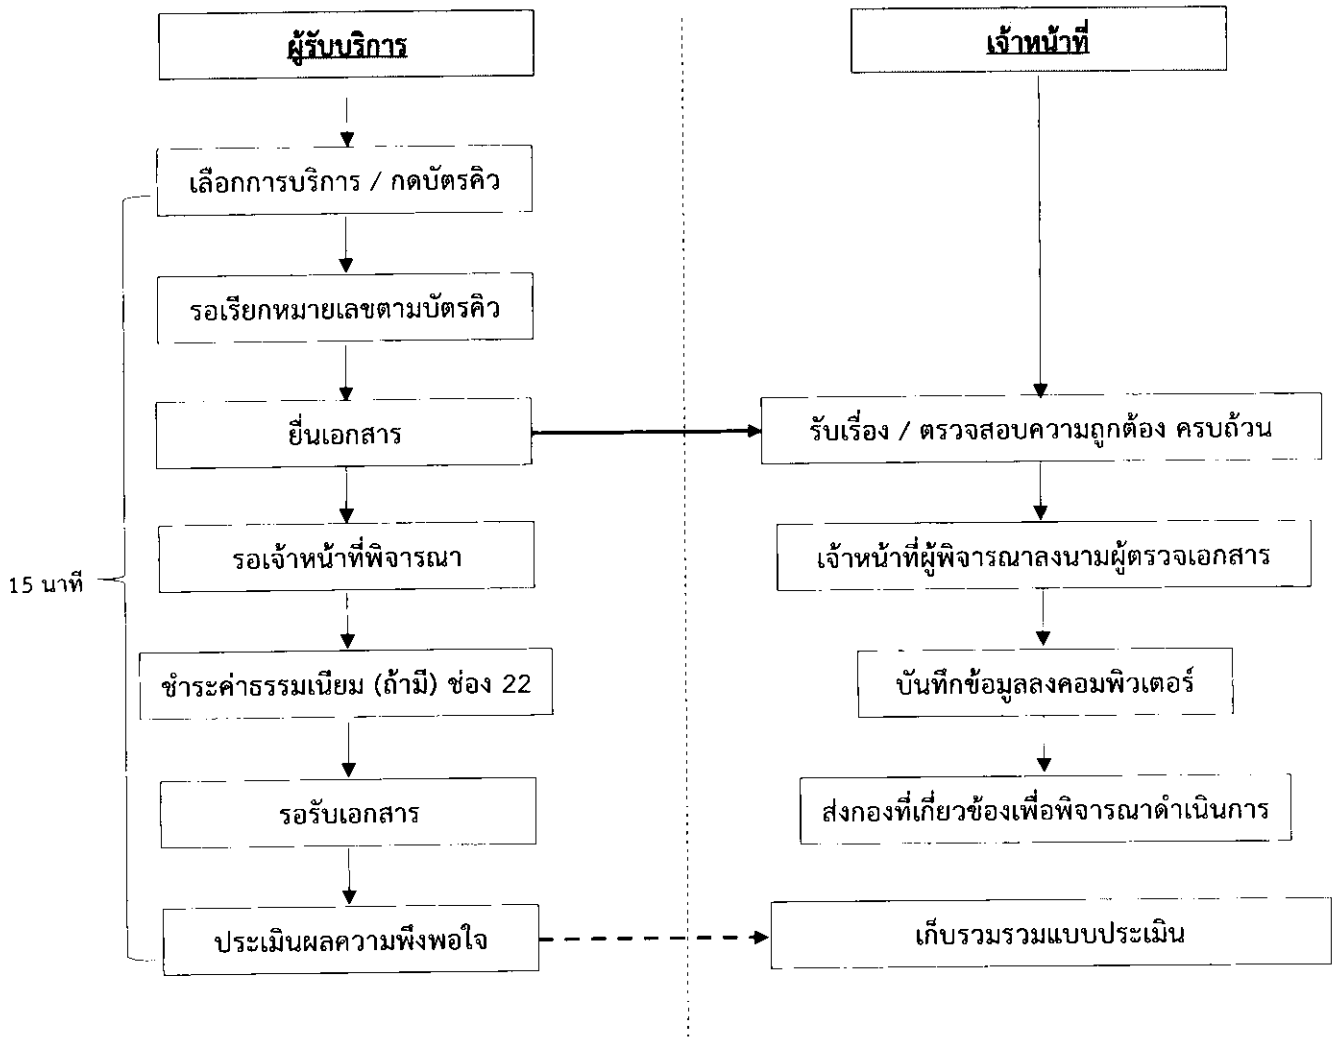 ผู้รับบริการ
เจ้าหน้าที่
เลือกการบริการ / กดบัตรคิว
รอเรียกหมายเลขตามบัตรคิว
ยื่นเอกสาร
รับเรื่อง / ตรวจสอบความถูกต้อง ครบถ้วน
รอเจ้าหน้าที่พิจารณา
เจ้าหน้าที่ผู้พิจารณาลงนามผู้ตรวจเอกสาร
15 นาที
ชำระค่าธรรมเนียม (ถ้ามี) ช่อง 22
บันทึกข้อมูลลงคอมพิวเตอร์
รอรับเอกสาร
ส่งกองที่เกี่ยวข้องเพื่อพิจารณาดำเนินการ
ประเมินผลความพึงพอใจ
เก็บรวมรวมแบบประเมิน